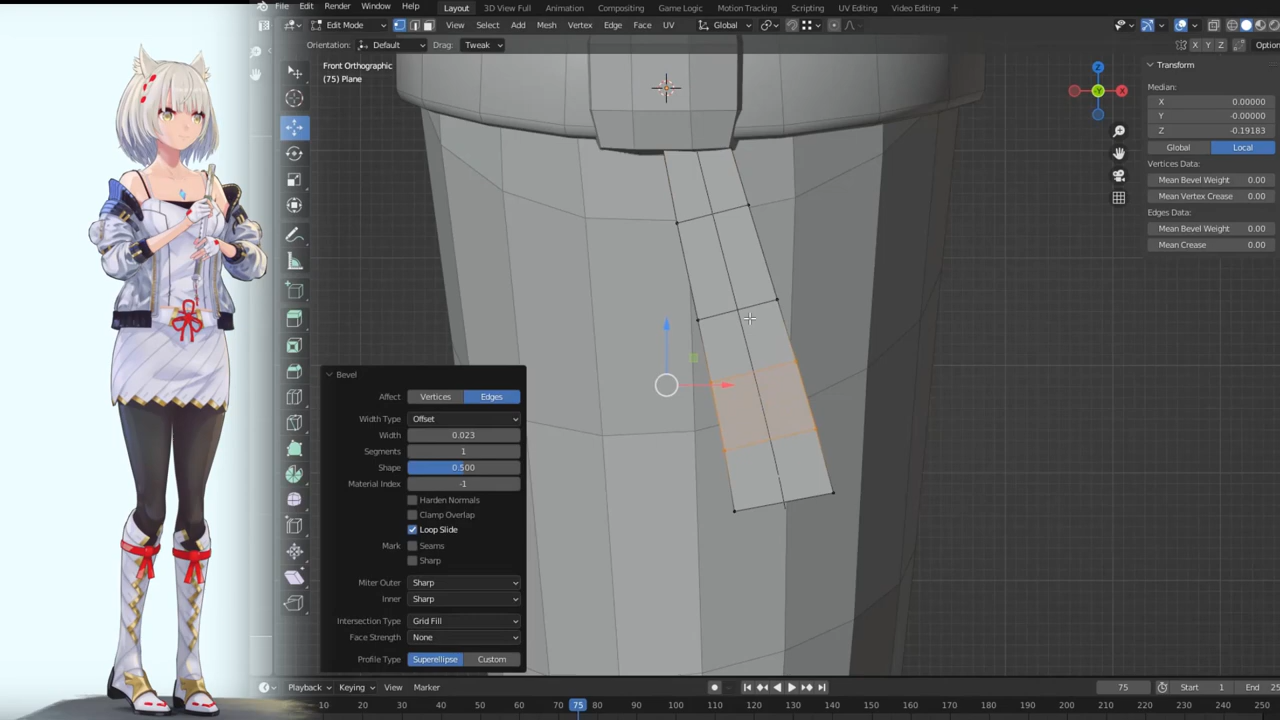 File Edit Render Window Help Layout 3D View Full Animation Compositing Game Logic Motion Tracking Scripting UV Editing Video Editing +
Edit Mode View Select Add Mesh Vertex Edge Face UV Global
Orientation: Default Drag: Tweak X Y Z
Front Orthographic
(75) Plane
Z
X
Y
Transform
Median:
X 0.00000
Y -0.00000
Z -0.19183
Global Local
Vertices Data:
Mean Bevel Weight 0.00
Mean Vertex Crease 0.00
Edges Data:
Mean Bevel Weight 0.00
Mean Crease 0.00
Bevel
Affect Vertices Edges
Width Type Offset
Width 0.023
Segments 1
Shape 0.500
Material Index -1
Harden Normals
Clamp Overlap
Loop Slide
Mark Seams
Sharp
Miter Outer Sharp
Inner Sharp
Intersection Type Grid Fill
Face Strength None
Profile Type Superellipse Custom
Playback Keying View Marker 75 Start 1 End
10 20 30 40 50 60 70 75 80 90 100 110 120 130 140 150 160 170 180 190 200 210 220 230 240 250